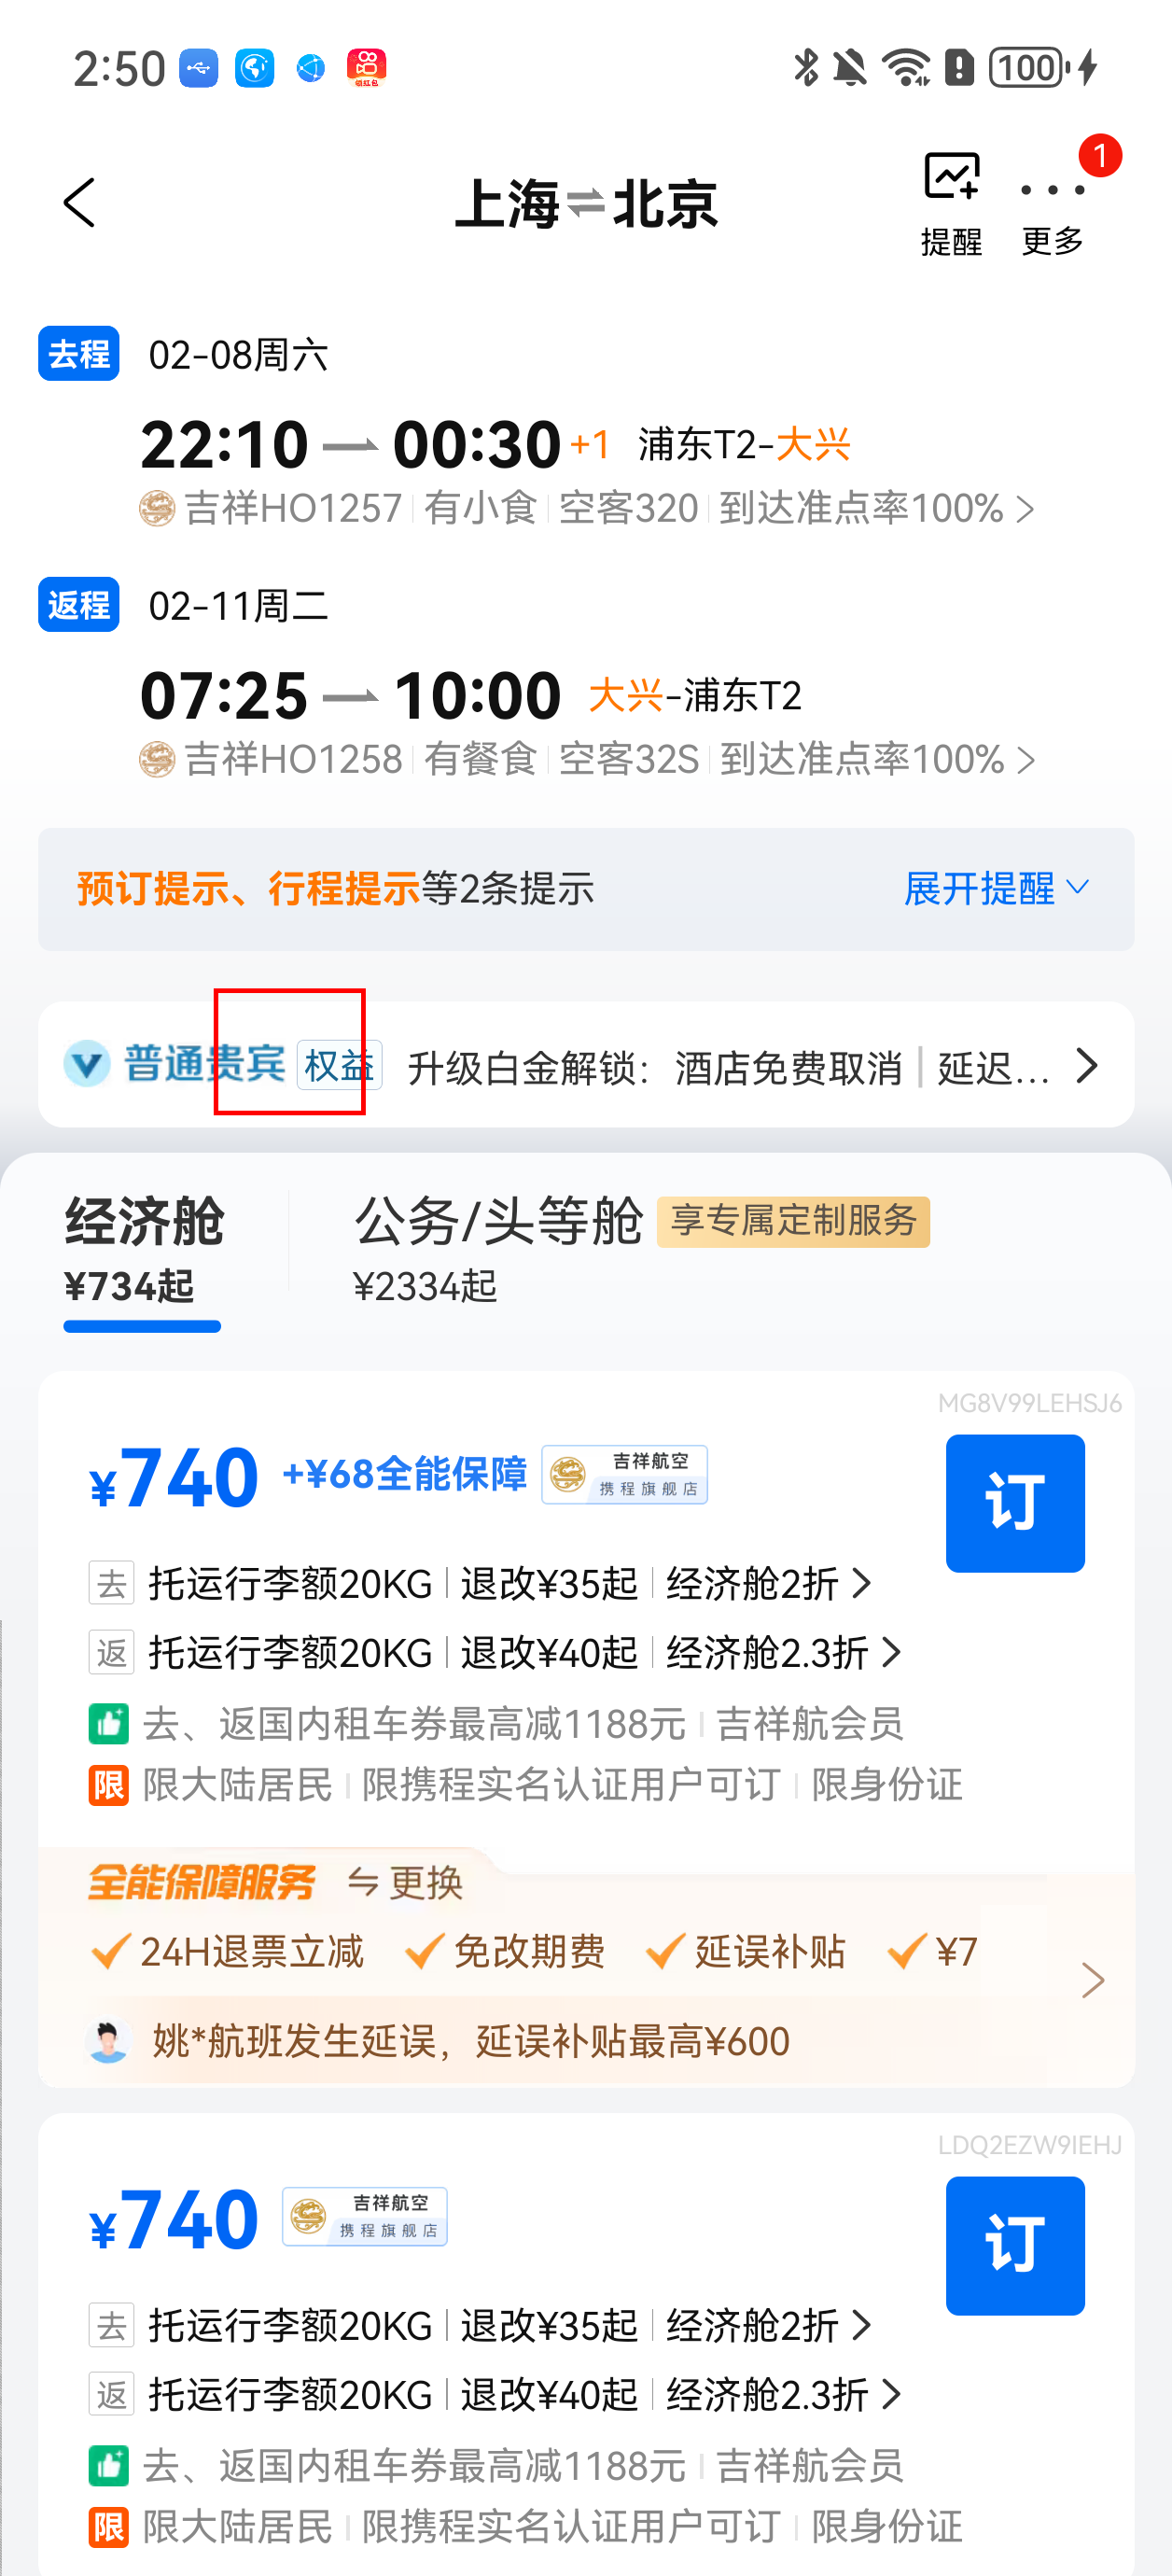 2:50 领红包 100
上海⇌北京
1
提醒 更多
去程 02-08周六
22:10 00:30 +1 浦东T2-大兴
吉祥HO1257 有小食 空客320 到达准点率100%
返程 02-11周二
07:25 10:00 大兴-浦东T2
吉祥HO1258 有餐食 空客32S 到达准点率100%
预订提示、行程提示等2条提示 展开提醒
普通贵宾 权益 升级白金解锁：酒店免费取消 | 延迟...
经济舱 公务/头等舱 享专属定制服务
¥734起 ¥2334起
MG8V99LEHSJ6
¥740 +¥68全能保障 吉祥航空 携程旗舰店 订
去 托运行李额20KG 退改¥35起 经济舱2折
返 托运行李额20KG 退改¥40起 经济舱2.3折
去、返国内租车券最高减1188元 吉祥航会员
限 限大陆居民 限携程实名认证用户可订 限身份证
全能保障服务 更换
24H退票立减 免改期费 延误补贴 ¥7
姚*航班发生延误，延误补贴最高¥600
LDQ2EZW9IEHJ
¥740 吉祥航空 携程旗舰店 订
去 托运行李额20KG 退改¥35起 经济舱2折
返 托运行李额20KG 退改¥40起 经济舱2.3折
去、返国内租车券最高减1188元 吉祥航会员
限 限大陆居民 限携程实名认证用户可订 限身份证